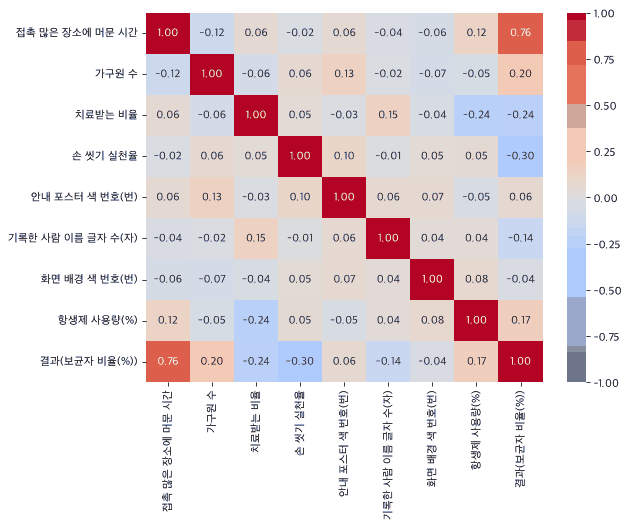 접촉 많은 장소에 머문 시간 1.00 −0.12 0.06 −0.02 0.06 −0.04 −0.06 0.12 0.76
가구원 수 −0.12 1.00 −0.06 0.06 0.13 −0.02 −0.07 −0.05 0.20
치료받는 비율 0.06 −0.06 1.00 0.05 −0.03 0.15 −0.04 −0.24 −0.24
손 씻기 실천율 −0.02 0.06 0.05 1.00 0.10 −0.01 0.05 0.05 −0.30
안내 포스터 색 번호(번) 0.06 0.13 −0.03 0.10 1.00 0.06 0.07 −0.05 0.06
기록한 사람 이름 글자 수(자) −0.04 −0.02 0.15 −0.01 0.06 1.00 0.04 0.04 −0.14
화면 배경 색 번호(번) −0.06 −0.07 −0.04 0.05 0.07 0.04 1.00 0.08 −0.04
항생제 사용량(%) 0.12 −0.05 −0.24 0.05 −0.05 0.04 0.08 1.00 0.17
결과(보균자 비율(%)) 0.76 0.20 −0.24 −0.30 0.06 −0.14 −0.04 0.17 1.00
접촉 많은 장소에 머문 시간
가구원 수
치료받는 비율
손 씻기 실천율
안내 포스터 색 번호(번)
기록한 사람 이름 글자 수(자)
화면 배경 색 번호(번)
항생제 사용량(%)
결과(보균자 비율(%))
1.00
0.75
0.50
0.25
0.00
−0.25
−0.50
−0.75
−1.00